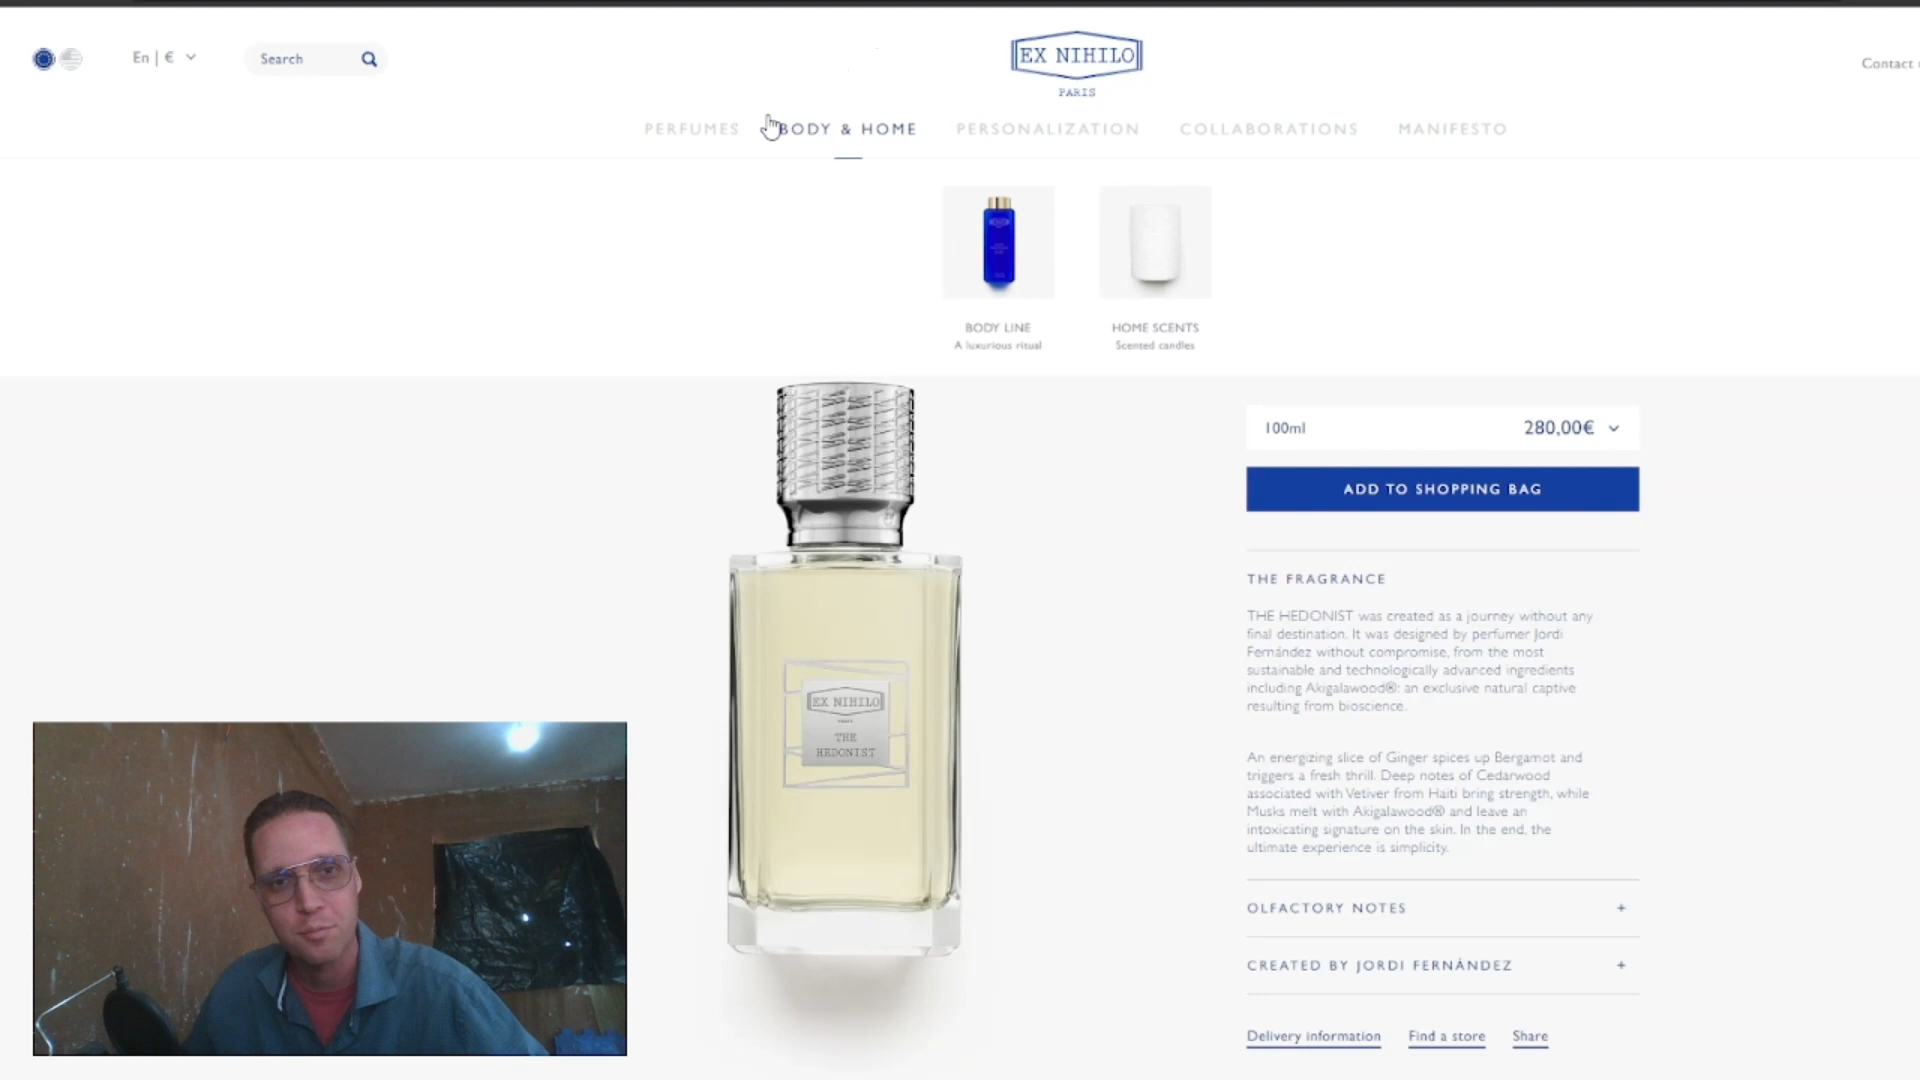 En | €
Search
EX NIHILO
PARIS
Contact
PERFUMES
BODY & HOME
PERSONALIZATION
COLLABORATIONS
MANIFESTO
BODY LINE
A luxurious ritual
HOME SCENTS
Scented candles
EX NIHILO
THE
HEDONIST
100ml
280,00€
ADD TO SHOPPING BAG
THE FRAGRANCE
THE HEDONIST was created as a journey without any
final destination. It was designed by perfumer Jordi
Fernández without compromise, from the most
sustainable and technologically advanced ingredients
including Akigalawood®: an exclusive natural captive
resulting from bioscience.
An energizing slice of Ginger spices up Bergamot and
triggers a fresh thrill. Deep notes of Cedarwood
associated with Vetiver from Haiti bring strength, while
Musks melt with Akigalawood® and leave an
intoxicating signature on the skin. In the end, the
ultimate experience is simplicity.
OLFACTORY NOTES +
CREATED BY JORDI FERNÁNDEZ +
Delivery information
Find a store
Share